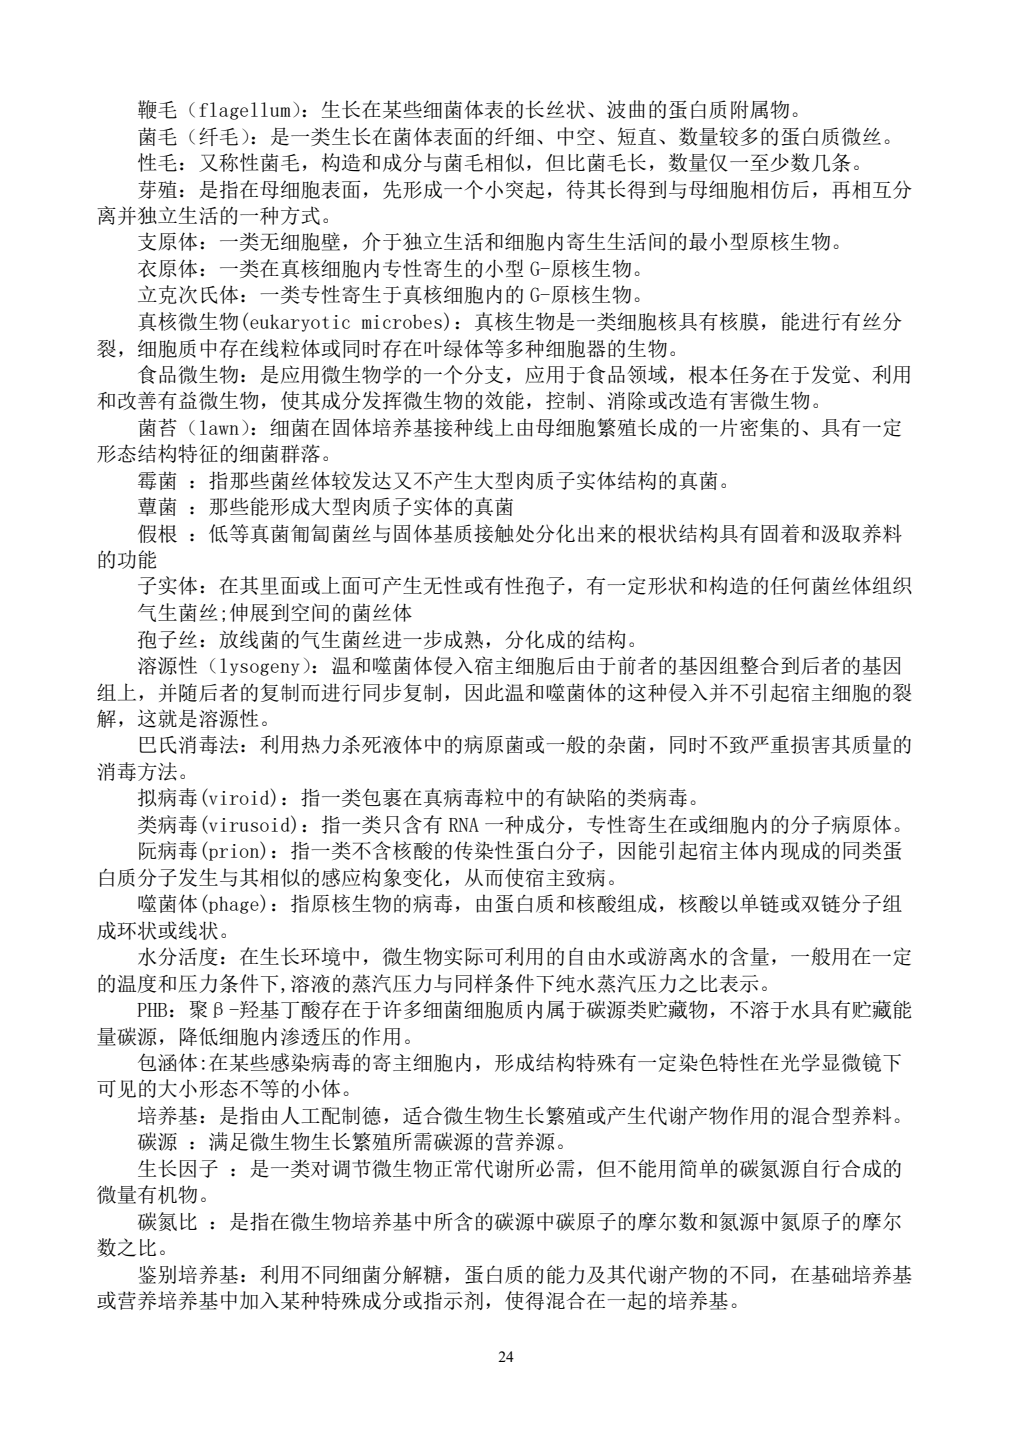 鞭毛（flagellum）：生长在某些细菌体表的长丝状、波曲的蛋白质附属物。
菌毛（纤毛）：是一类生长在菌体表面的纤细、中空、短直、数量较多的蛋白质微丝。
性毛：又称性菌毛，构造和成分与菌毛相似，但比菌毛长，数量仅一至少数几条。
芽殖：是指在母细胞表面，先形成一个小突起，待其长得到与母细胞相仿后，再相互分
离并独立生活的一种方式。
支原体：一类无细胞壁，介于独立生活和细胞内寄生生活间的最小型原核生物。
衣原体：一类在真核细胞内专性寄生的小型 G-原核生物。
立克次氏体：一类专性寄生于真核细胞内的 G-原核生物。
真核微生物(eukaryotic microbes)：真核生物是一类细胞核具有核膜，能进行有丝分
裂，细胞质中存在线粒体或同时存在叶绿体等多种细胞器的生物。
食品微生物：是应用微生物学的一个分支，应用于食品领域，根本任务在于发觉、利用
和改善有益微生物，使其成分发挥微生物的效能，控制、消除或改造有害微生物。
菌苔（lawn）：细菌在固体培养基接种线上由母细胞繁殖长成的一片密集的、具有一定
形态结构特征的细菌群落。
霉菌 ：指那些菌丝体较发达又不产生大型肉质子实体结构的真菌。
蕈菌 ：那些能形成大型肉质子实体的真菌
假根 ：低等真菌匍匐菌丝与固体基质接触处分化出来的根状结构具有固着和汲取养料
的功能
子实体：在其里面或上面可产生无性或有性孢子，有一定形状和构造的任何菌丝体组织
气生菌丝;伸展到空间的菌丝体
孢子丝：放线菌的气生菌丝进一步成熟，分化成的结构。
溶源性（lysogeny）：温和噬菌体侵入宿主细胞后由于前者的基因组整合到后者的基因
组上，并随后者的复制而进行同步复制，因此温和噬菌体的这种侵入并不引起宿主细胞的裂
解，这就是溶源性。
巴氏消毒法：利用热力杀死液体中的病原菌或一般的杂菌，同时不致严重损害其质量的
消毒方法。
拟病毒(viroid)：指一类包裹在真病毒粒中的有缺陷的类病毒。
类病毒(virusoid)：指一类只含有 RNA 一种成分，专性寄生在或细胞内的分子病原体。
阮病毒(prion)：指一类不含核酸的传染性蛋白分子，因能引起宿主体内现成的同类蛋
白质分子发生与其相似的感应构象变化，从而使宿主致病。
噬菌体(phage)：指原核生物的病毒，由蛋白质和核酸组成，核酸以单链或双链分子组
成环状或线状。
水分活度：在生长环境中，微生物实际可利用的自由水或游离水的含量，一般用在一定
的温度和压力条件下,溶液的蒸汽压力与同样条件下纯水蒸汽压力之比表示。
PHB：聚β-羟基丁酸存在于许多细菌细胞质内属于碳源类贮藏物，不溶于水具有贮藏能
量碳源，降低细胞内渗透压的作用。
包涵体:在某些感染病毒的寄主细胞内，形成结构特殊有一定染色特性在光学显微镜下
可见的大小形态不等的小体。
培养基：是指由人工配制德，适合微生物生长繁殖或产生代谢产物作用的混合型养料。
碳源 ：满足微生物生长繁殖所需碳源的营养源。
生长因子 ：是一类对调节微生物正常代谢所必需，但不能用简单的碳氮源自行合成的
微量有机物。
碳氮比 ：是指在微生物培养基中所含的碳源中碳原子的摩尔数和氮源中氮原子的摩尔
数之比。
鉴别培养基：利用不同细菌分解糖，蛋白质的能力及其代谢产物的不同，在基础培养基
或营养培养基中加入某种特殊成分或指示剂，使得混合在一起的培养基。
24